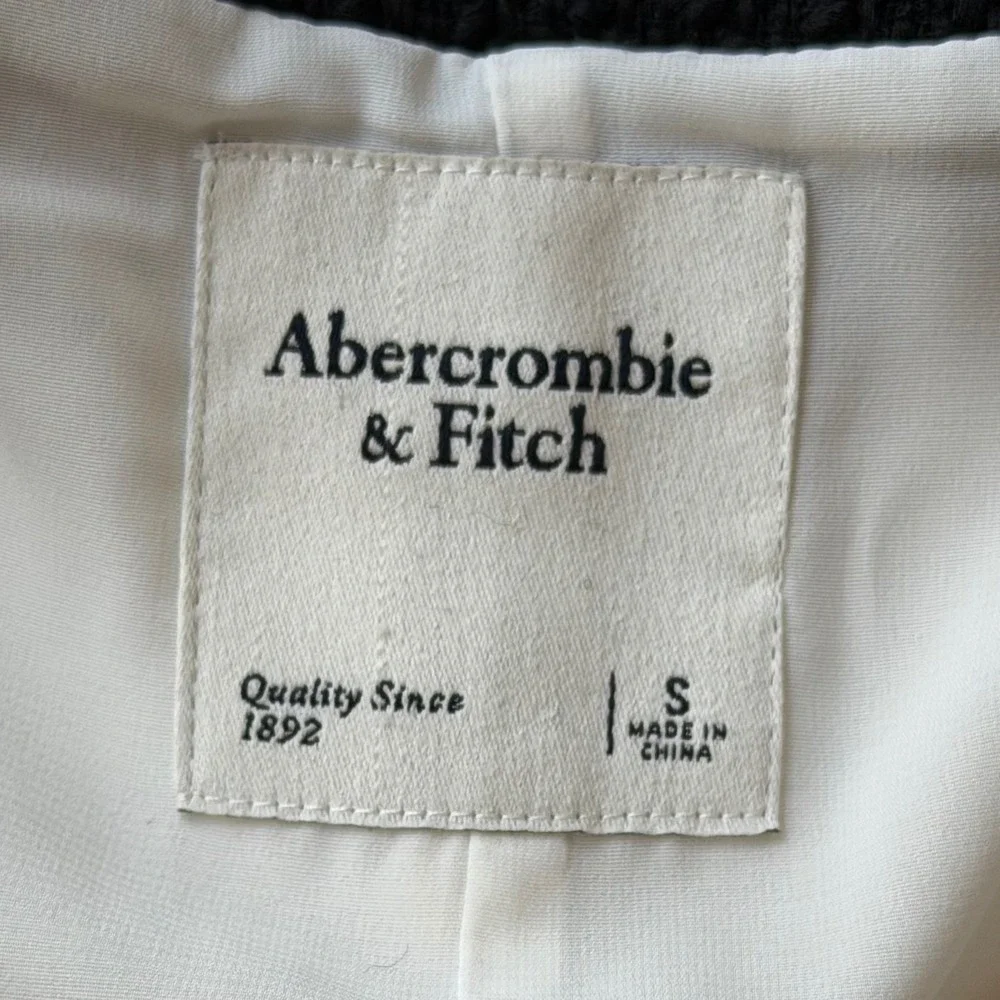 Abercrombie
& Fitch
Quality Since
1892
S
MADE IN
CHINA